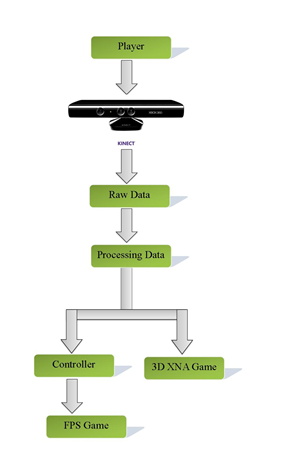 Player
KINECT
Raw Data
Processing Data
Controller
3D XNA Game
FPS Game